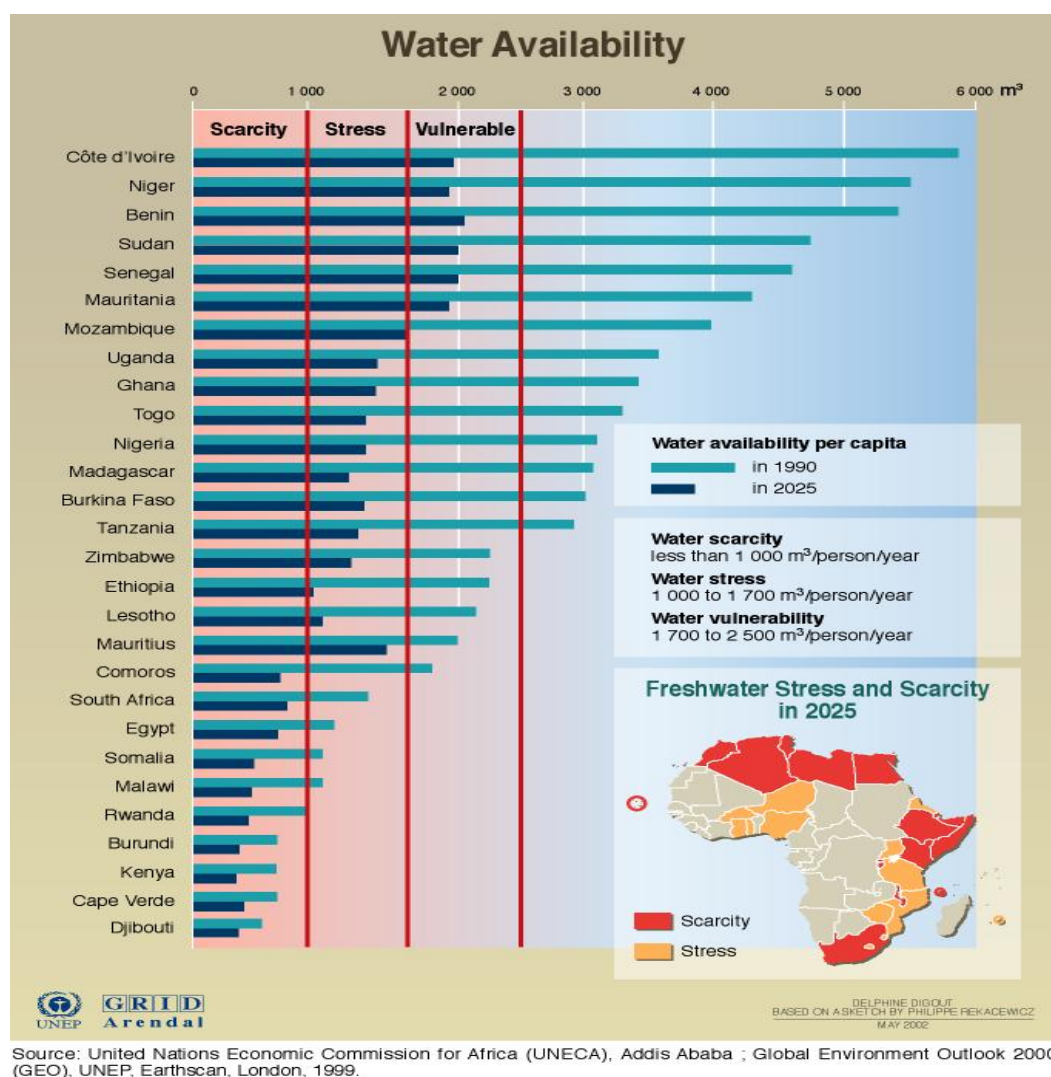 Water Availability
0 1 000 2 000 3 000 4 000 5 000 6 000 m³
Scarcity Stress Vulnerable
Côte d'Ivoire
Niger
Benin
Sudan
Senegal
Mauritania
Mozambique
Uganda
Ghana
Togo
Nigeria
Madagascar
Burkina Faso
Tanzania
Zimbabwe
Ethiopia
Lesotho
Mauritius
Comoros
South Africa
Egypt
Somalia
Malawi
Rwanda
Burundi
Kenya
Cape Verde
Djibouti
Water availability per capita
in 1990
in 2025
Water scarcity
less than 1 000 m³/person/year
Water stress
1 000 to 1 700 m³/person/year
Water vulnerability
1 700 to 2 500 m³/person/year
Freshwater Stress and Scarcity
in 2025
Scarcity
Stress
UNEP
GRID
Arendal
DELPHINE DIGOUT
BASED ON A SKETCH BY PHILIPPE REKACEWICZ
MAY 2002
Source: United Nations Economic Commission for Africa (UNECA), Addis Ababa ; Global Environment Outlook 2000
(GEO), UNEP, Earthscan, London, 1999.